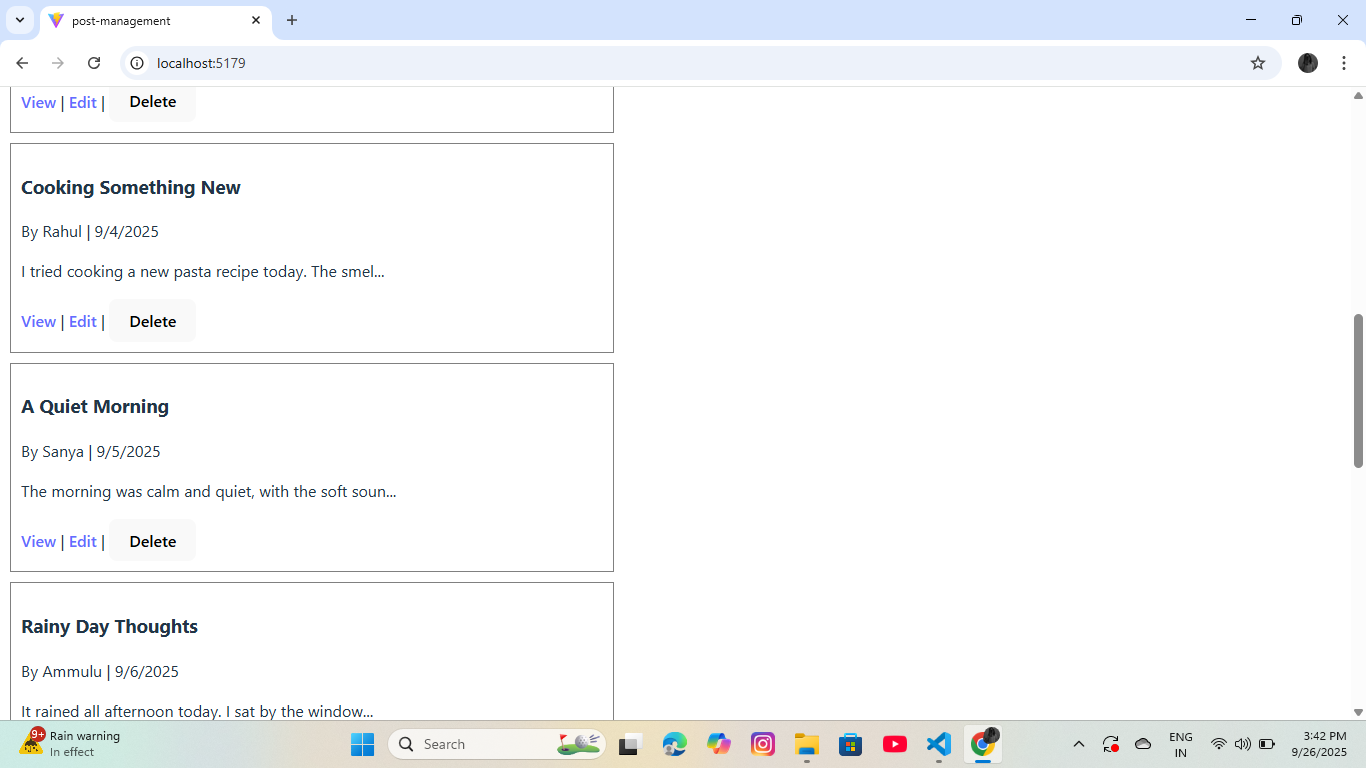 post-management
localhost:5179
View | Edit | Delete
Cooking Something New
By Rahul | 9/4/2025
I tried cooking a new pasta recipe today. The smel...
View | Edit | Delete
A Quiet Morning
By Sanya | 9/5/2025
The morning was calm and quiet, with the soft soun...
View | Edit | Delete
Rainy Day Thoughts
By Ammulu | 9/6/2025
It rained all afternoon today. I sat by the window...
9+
Rain warning
In effect
Search
ENG
IN
3:42 PM
9/26/2025